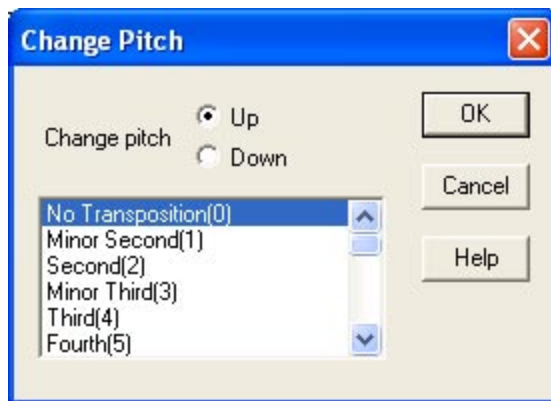 Change Pitch
Change pitch
Up
Down
OK
Cancel
Help
No Transposition(0)
Minor Second(1)
Second(2)
Minor Third(3)
Third(4)
Fourth(5)